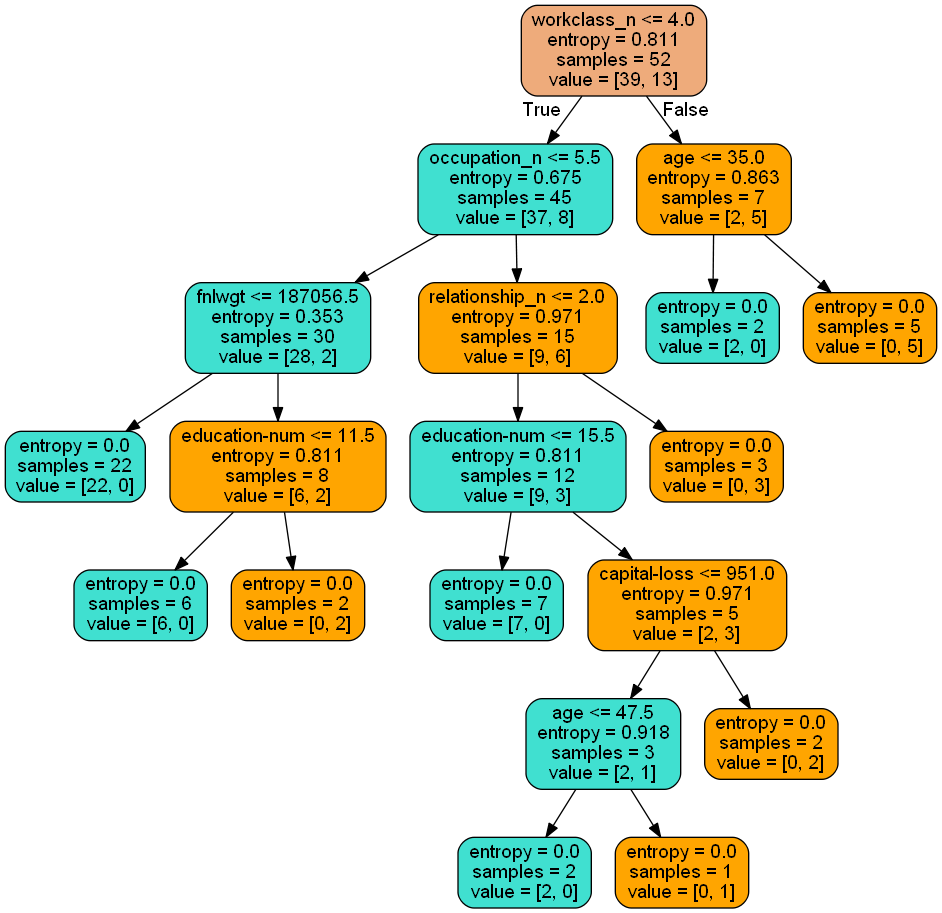 workclass_n <= 4.0
entropy = 0.811
samples = 52
value = [39, 13]
True
False
occupation_n <= 5.5
entropy = 0.675
samples = 45
value = [37, 8]
age <= 35.0
entropy = 0.863
samples = 7
value = [2, 5]
fnlwgt <= 187056.5
entropy = 0.353
samples = 30
value = [28, 2]
relationship_n <= 2.0
entropy = 0.971
samples = 15
value = [9, 6]
entropy = 0.0
samples = 2
value = [2, 0]
entropy = 0.0
samples = 5
value = [0, 5]
entropy = 0.0
samples = 22
value = [22, 0]
education-num <= 11.5
entropy = 0.811
samples = 8
value = [6, 2]
education-num <= 15.5
entropy = 0.811
samples = 12
value = [9, 3]
entropy = 0.0
samples = 3
value = [0, 3]
entropy = 0.0
samples = 6
value = [6, 0]
entropy = 0.0
samples = 2
value = [0, 2]
entropy = 0.0
samples = 7
value = [7, 0]
capital-loss <= 951.0
entropy = 0.971
samples = 5
value = [2, 3]
age <= 47.5
entropy = 0.918
samples = 3
value = [2, 1]
entropy = 0.0
samples = 2
value = [0, 2]
entropy = 0.0
samples = 2
value = [2, 0]
entropy = 0.0
samples = 1
value = [0, 1]